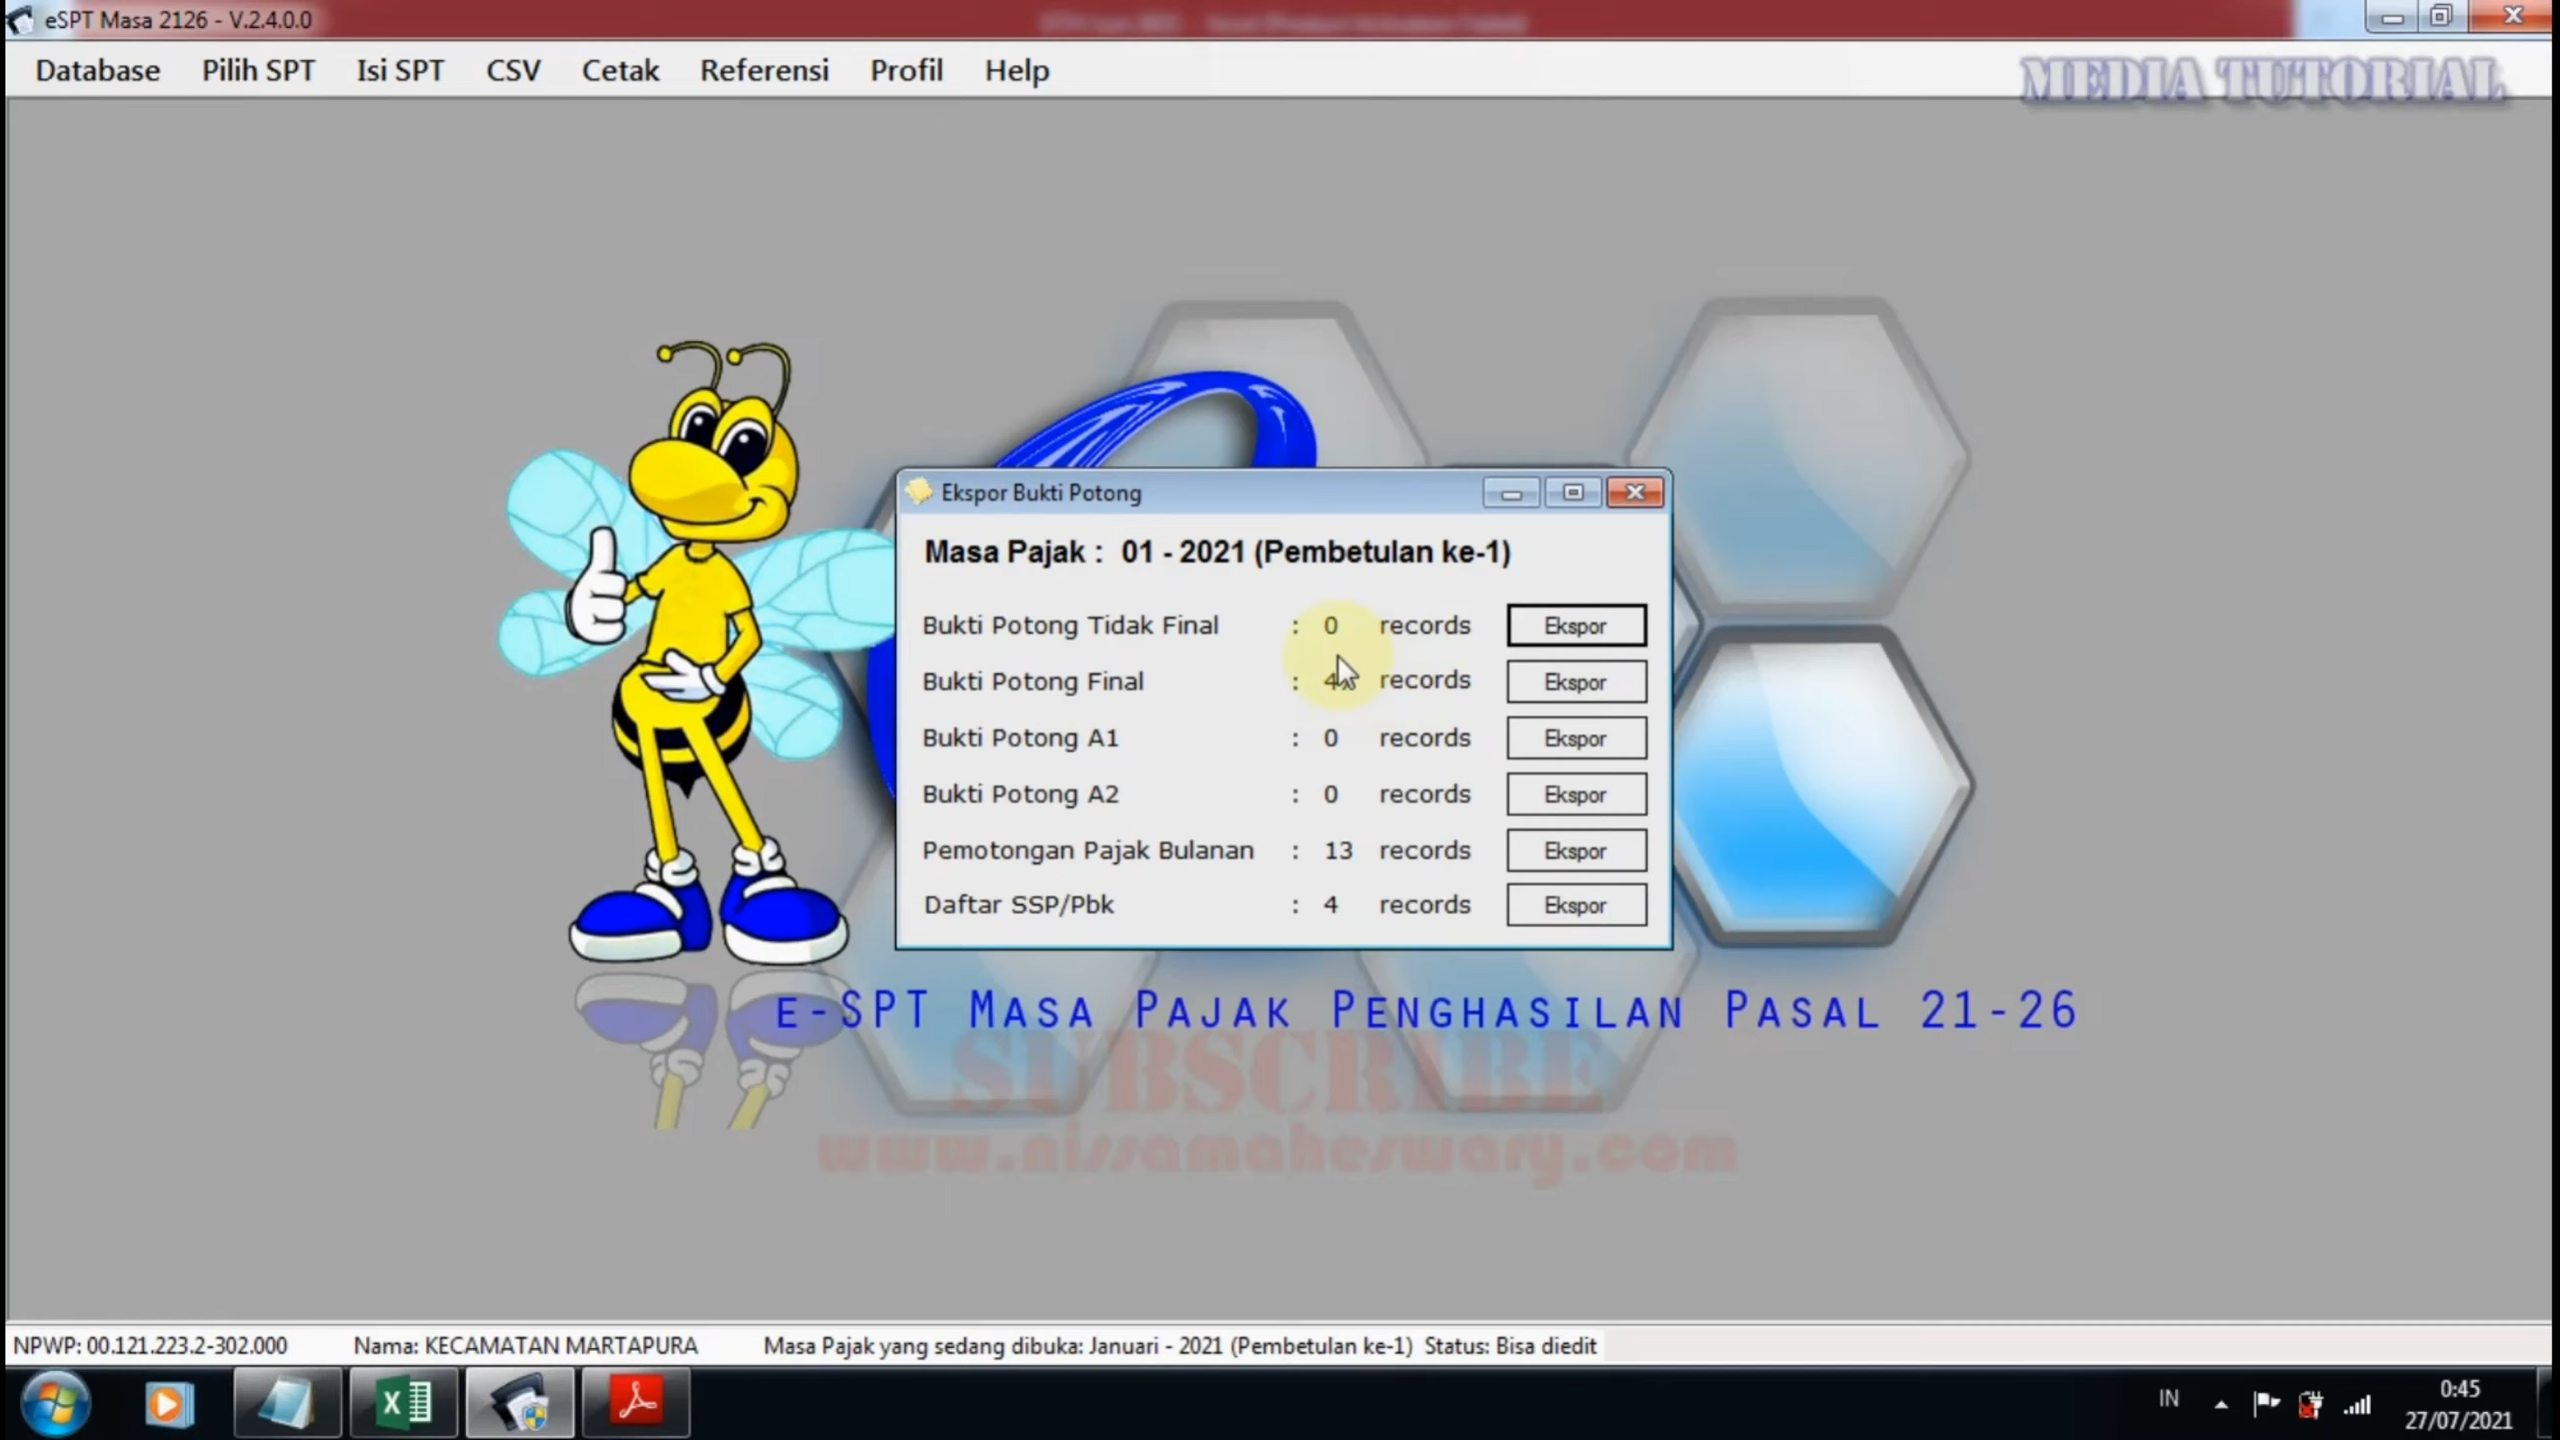 eSPT Masa 2126 - V.2.4.0.0
Database Pilih SPT Isi SPT CSV Cetak Referensi Profil Help
MEDIA TUTORIAL
Ekspor Bukti Potong
Masa Pajak : 01 - 2021 (Pembetulan ke-1)
Bukti Potong Tidak Final : 0 records Ekspor
Bukti Potong Final : 4 records Ekspor
Bukti Potong A1 : 0 records Ekspor
Bukti Potong A2 : 0 records Ekspor
Pemotongan Pajak Bulanan : 13 records Ekspor
Daftar SSP/Pbk : 4 records Ekspor
e-SPT Masa Pajak Penghasilan Pasal 21-26
SUBSCRIBE
www.nissamaheswary.com
NPWP: 00.121.223.2-302.000 Nama: KECAMATAN MARTAPURA Masa Pajak yang sedang dibuka: Januari - 2021 (Pembetulan ke-1) Status: Bisa diedit
IN
0:45
27/07/2021